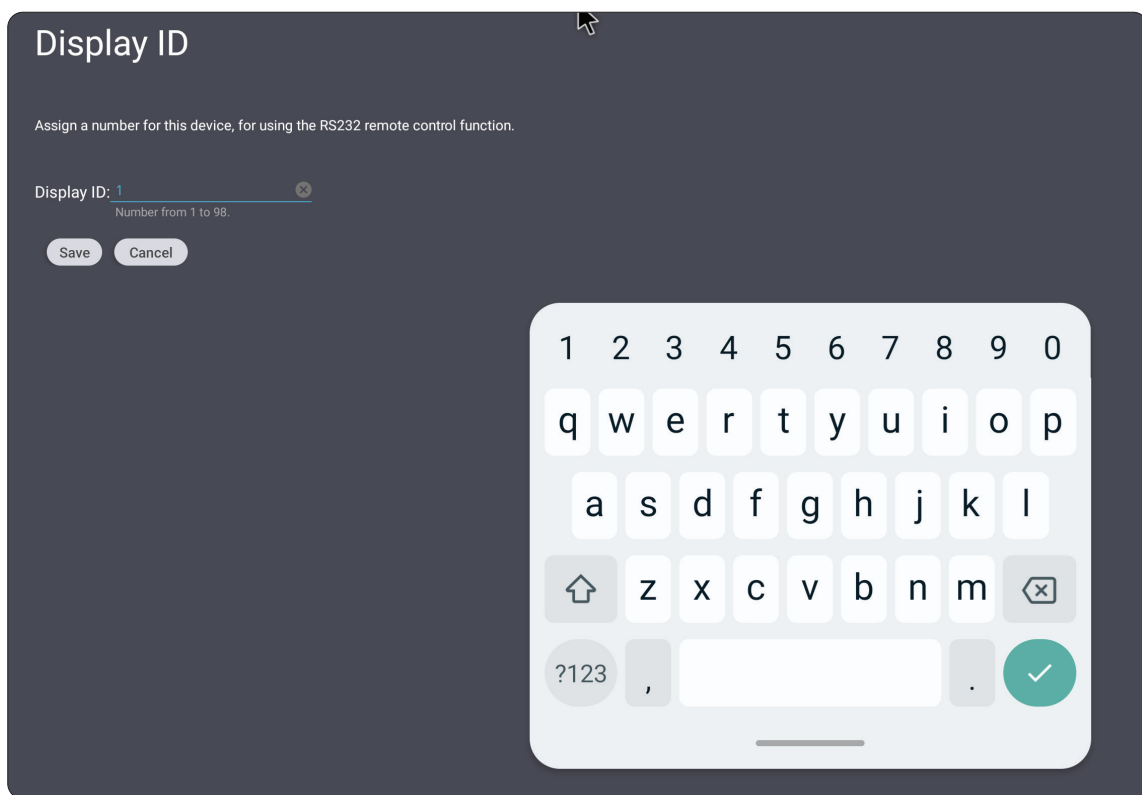 Display ID
Assign a number for this device, for using the RS232 remote control function.
Display ID: 1
Number from 1 to 98.
Save Cancel
1 2 3 4 5 6 7 8 9 0
q w e r t y u i o p
a s d f g h j k l
z x c v b n m
?123 , .